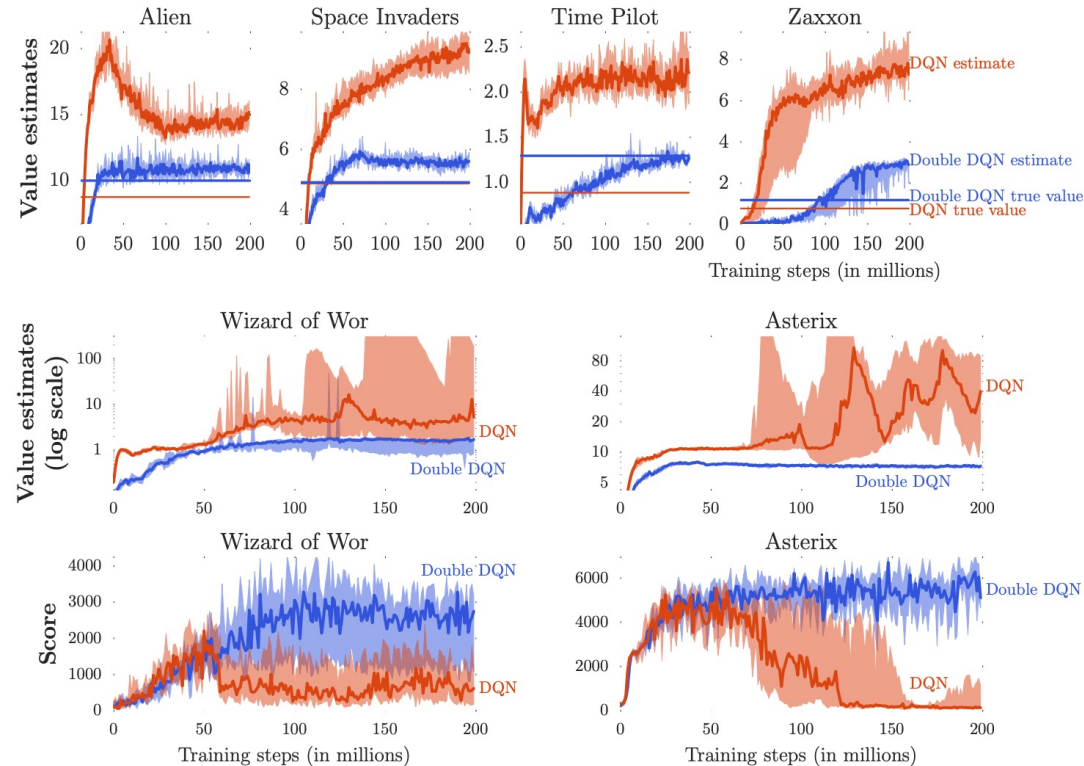 Alien
Space Invaders
Time Pilot
Zaxxon
Value estimates
20
15
10
0 50 100 150 200
8
6
4
0 50 100 150 200
2.5
2.0
1.5
1.0
0 50 100 150 200
8
6
4
2
0
0 50 100 150 200
DQN estimate
Double DQN estimate
Double DQN true value
DQN true value
Training steps (in millions)
Wizard of Wor
Asterix
Value estimates
(log scale)
100
10
1
0 50 100 150 200
DQN
Double DQN
80
40
20
10
5
0 50 100 150 200
DQN
Double DQN
Wizard of Wor
Asterix
Score
4000
3000
2000
1000
0
0 50 100 150 200
Double DQN
DQN
Training steps (in millions)
6000
4000
2000
0
0 50 100 150 200
Double DQN
DQN
Training steps (in millions)